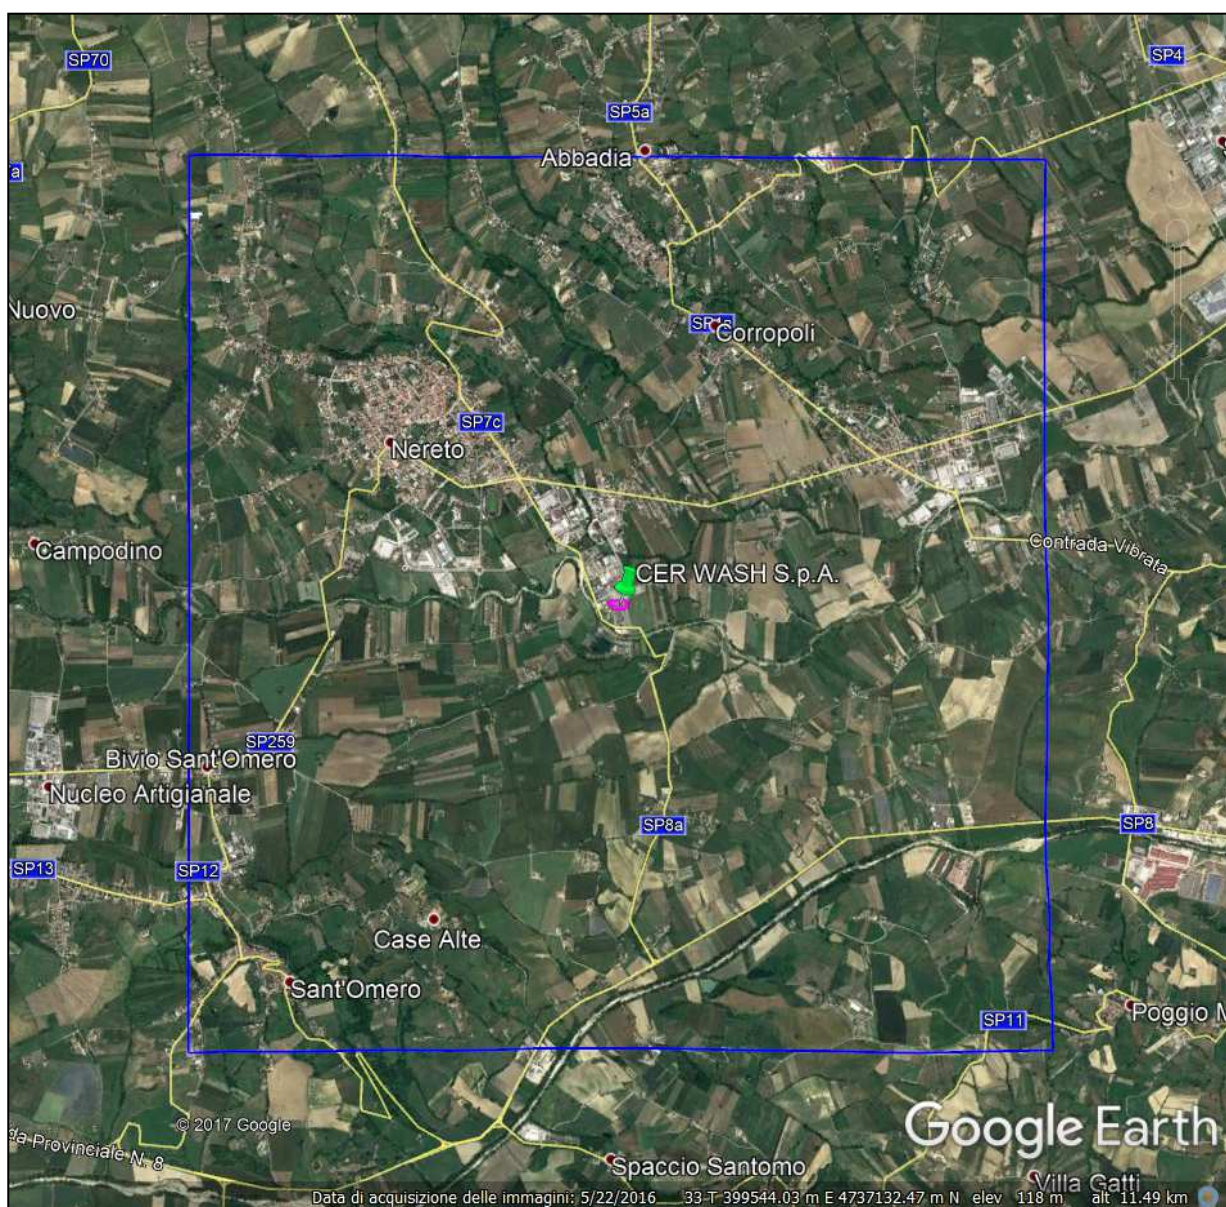 SP70
SP4
SP5a
Abbadia
a
Nuovo
Corropoli
SP7c
Nereto
Campodino
Contrada Vibrata
CER WASH S.p.A.
SP259
Bivio Sant'Omero
Nucleo Artigianale
SP8a
SP8
SP13
SP12
Case Alte
Sant'Omero
SP11
Poggio M
© 2017 Google
Google Earth
da Provinciale N. 8
Spaccio Santomo
Villa Gatti
Data di acquisizione delle immagini: 5/22/2016 33 T 399544.03 m E 4737132.47 m N elev 118 m alt 11.49 km